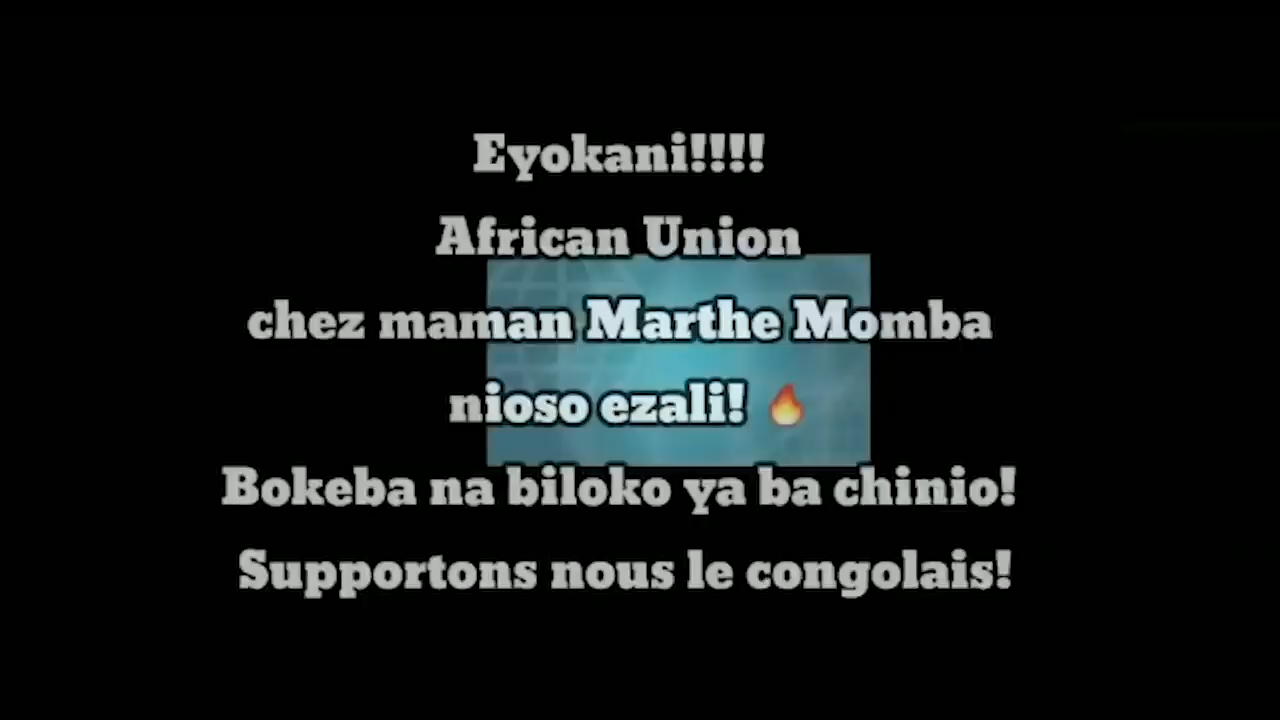 Eyokani!!!!
African Union
chez maman Marthe Momba
nioso ezali! 🔥
Bokeba na biloko ya ba chinio!
Supportons nous le congolais!